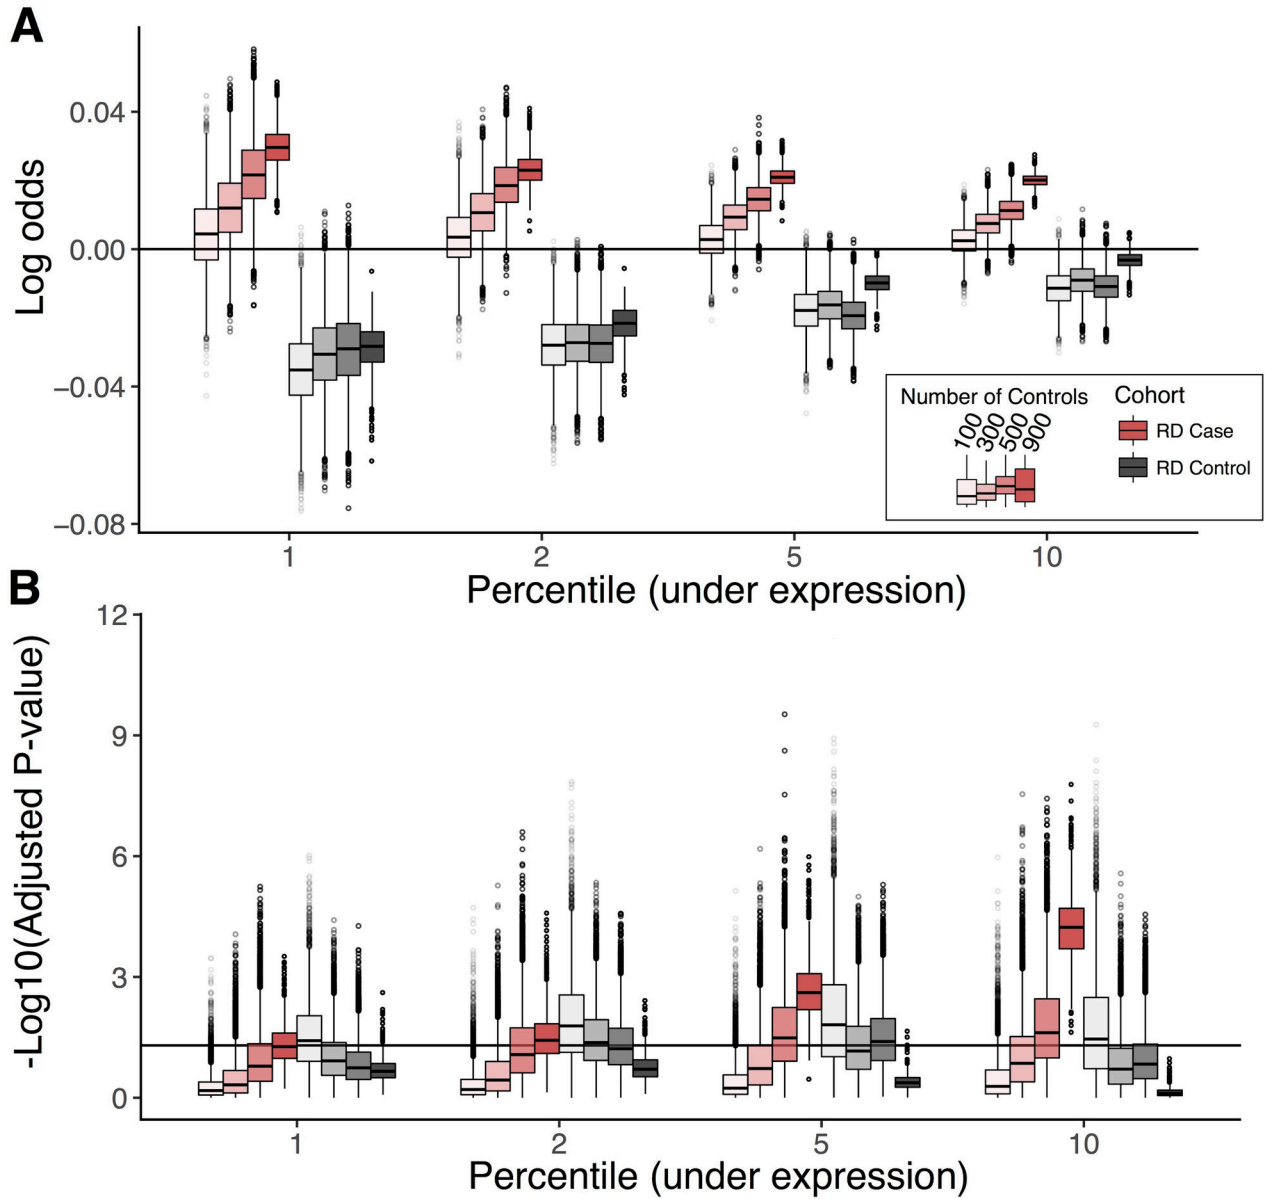 A
0.04
0.00
−0.04
−0.08
Log odds
1 2 5 10
Percentile (under expression)
Number of Controls
100 300 500 900
Cohort
RD Case
RD Control
B
12
9
6
3
0
-Log10(Adjusted P-value)
1 2 5 10
Percentile (under expression)